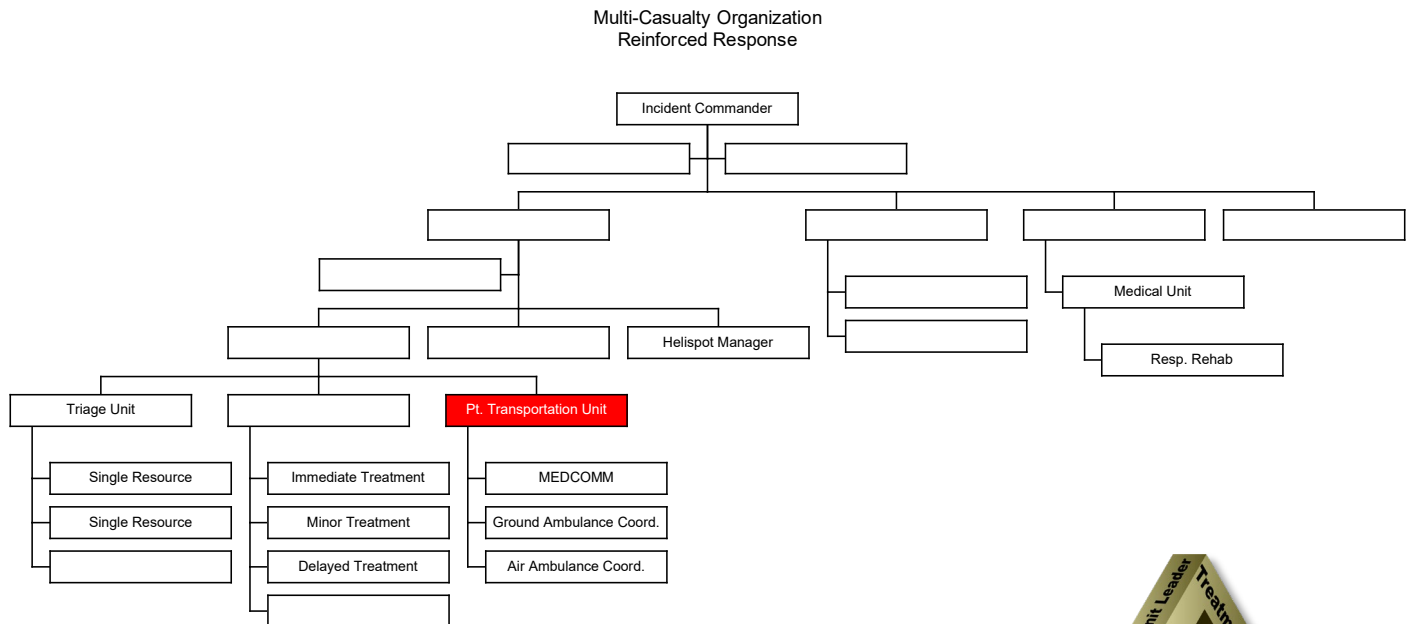 Multi-Casualty Organization
Reinforced Response
Incident Commander
Medical Unit
Helispot Manager
Resp. Rehab
Triage Unit
Pt. Transportation Unit
Single Resource
Immediate Treatment
MEDCOMM
Single Resource
Minor Treatment
Ground Ambulance Coord.
Delayed Treatment
Air Ambulance Coord.
Leader